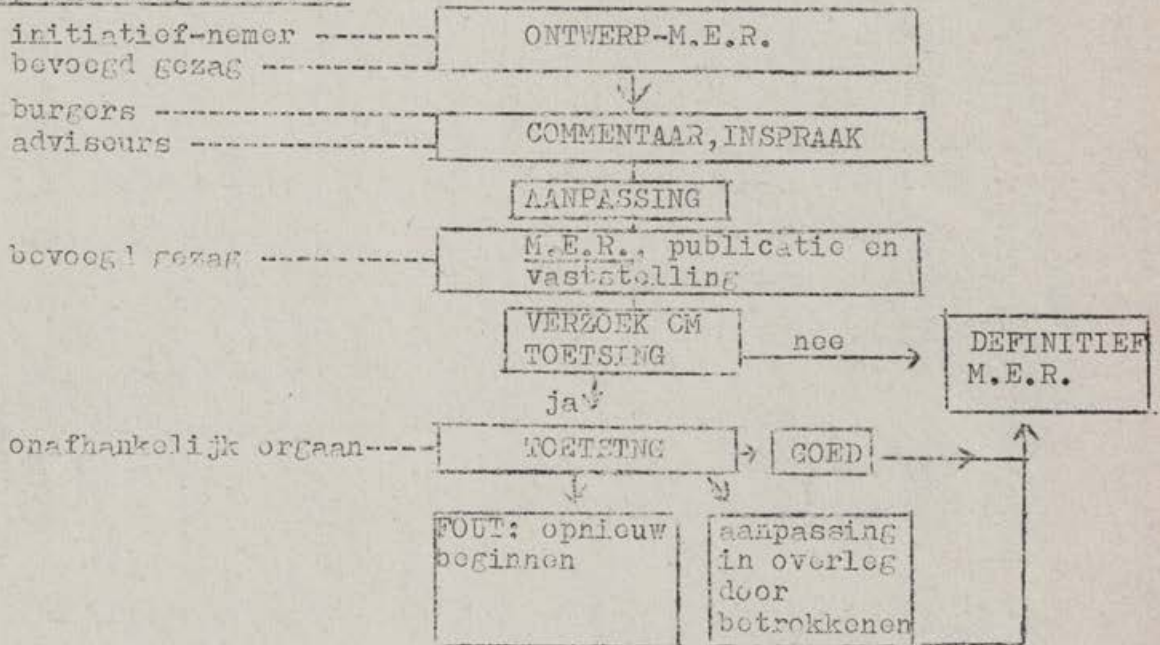 initiatief-nemer ------- ONTWERP-M.E.R.
bevoegd gezag ----------
burgers ----------------
adviseurs -------------- COMMENTAAR,INSPRAAK
AANPASSING
bevoegd gezag ---------- M.E.R., publicatie en
vaststelling
VERZOEK OM
TOETSING
nee
DEFINITIEF
M.E.R.
ja
onafhankelijk orgaan---- TOETSING
GOED
FOUT: opnieuw
beginnen
aanpassing
in overleg
door
betrokkenen